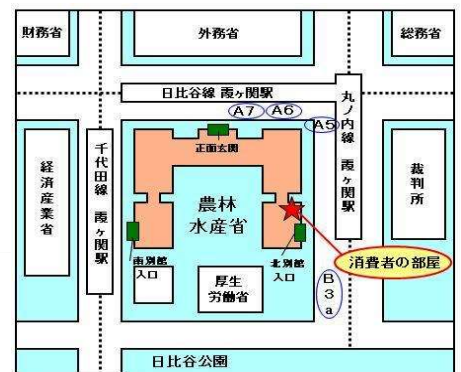 財務省
外務省
総務省
日比谷線 霞ヶ関駅
A7
A6
A5
丸ノ内線 霞ヶ関駅
正面玄関
千代田線 霞ヶ関駅
経済産業省
農林
水産省
裁判所
南別館
入口
北別館
入口
消費者の部屋
厚生
労働省
B3a
日比谷公園